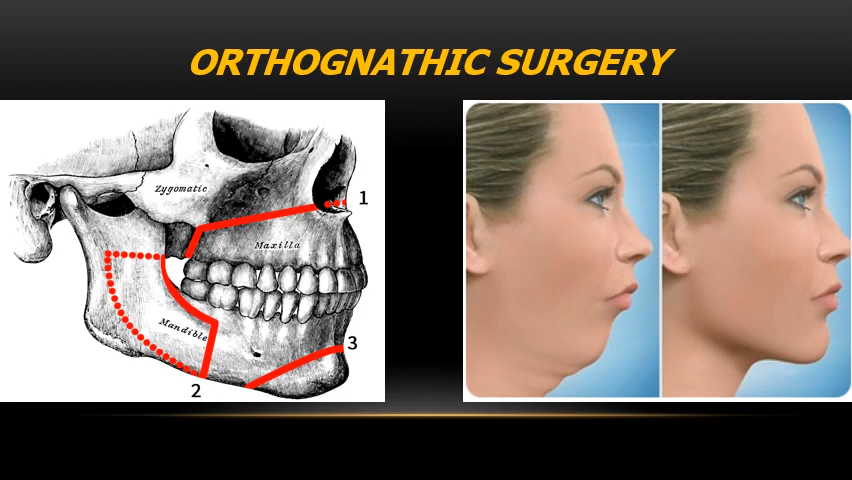 ORTHOGNATHIC SURGERY
Zygomatic
1
Maxilla
Mandible
3
2